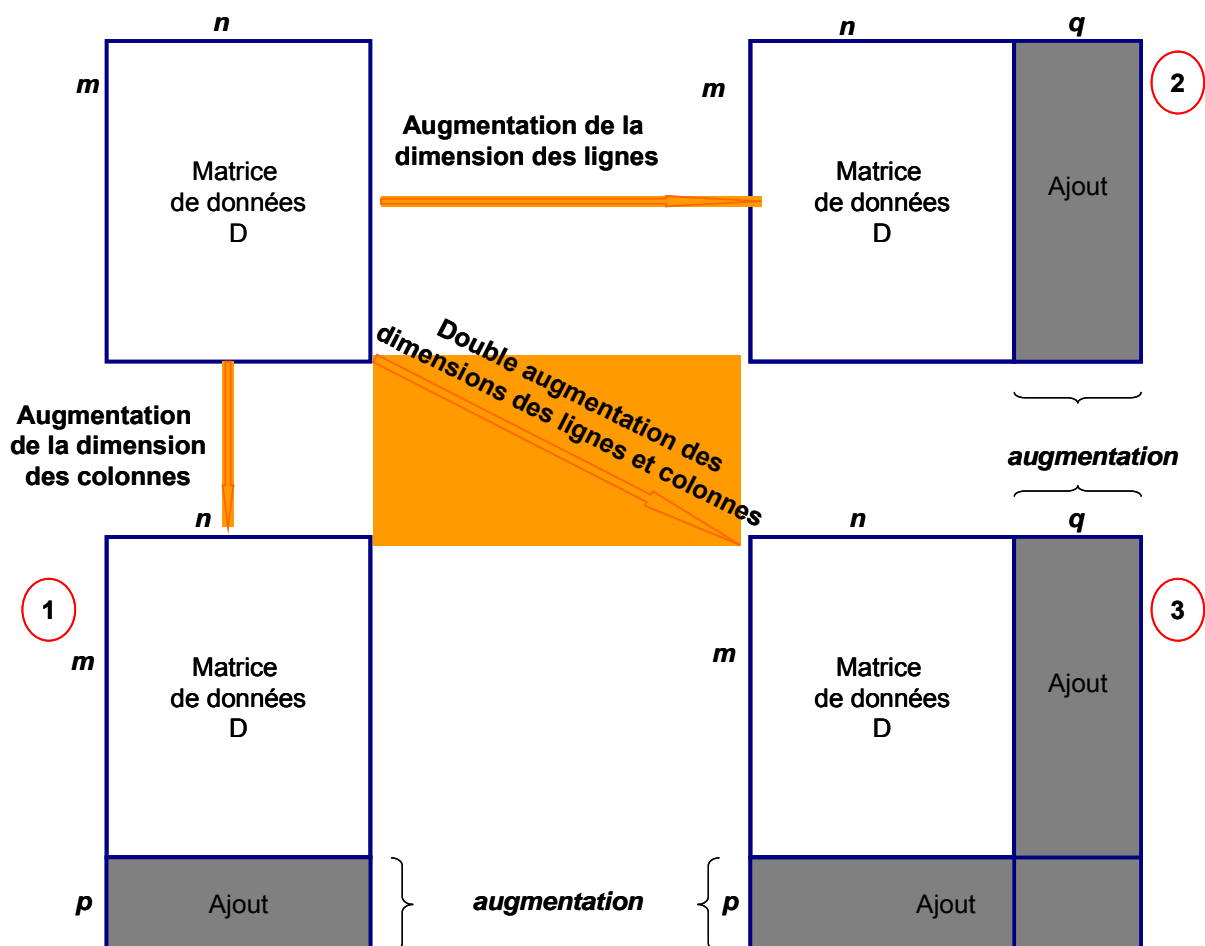 n
n
q
m
m
2
Augmentation de la
dimension des lignes
Matrice
de données
D
Matrice
de données
D
Ajout
Double augmentation des
dimensions des lignes et colonnes
Augmentation
de la dimension
des colonnes
augmentation
n
n
q
1
3
m
m
Matrice
de données
D
Matrice
de données
D
Ajout
p
Ajout
augmentation
p
Ajout